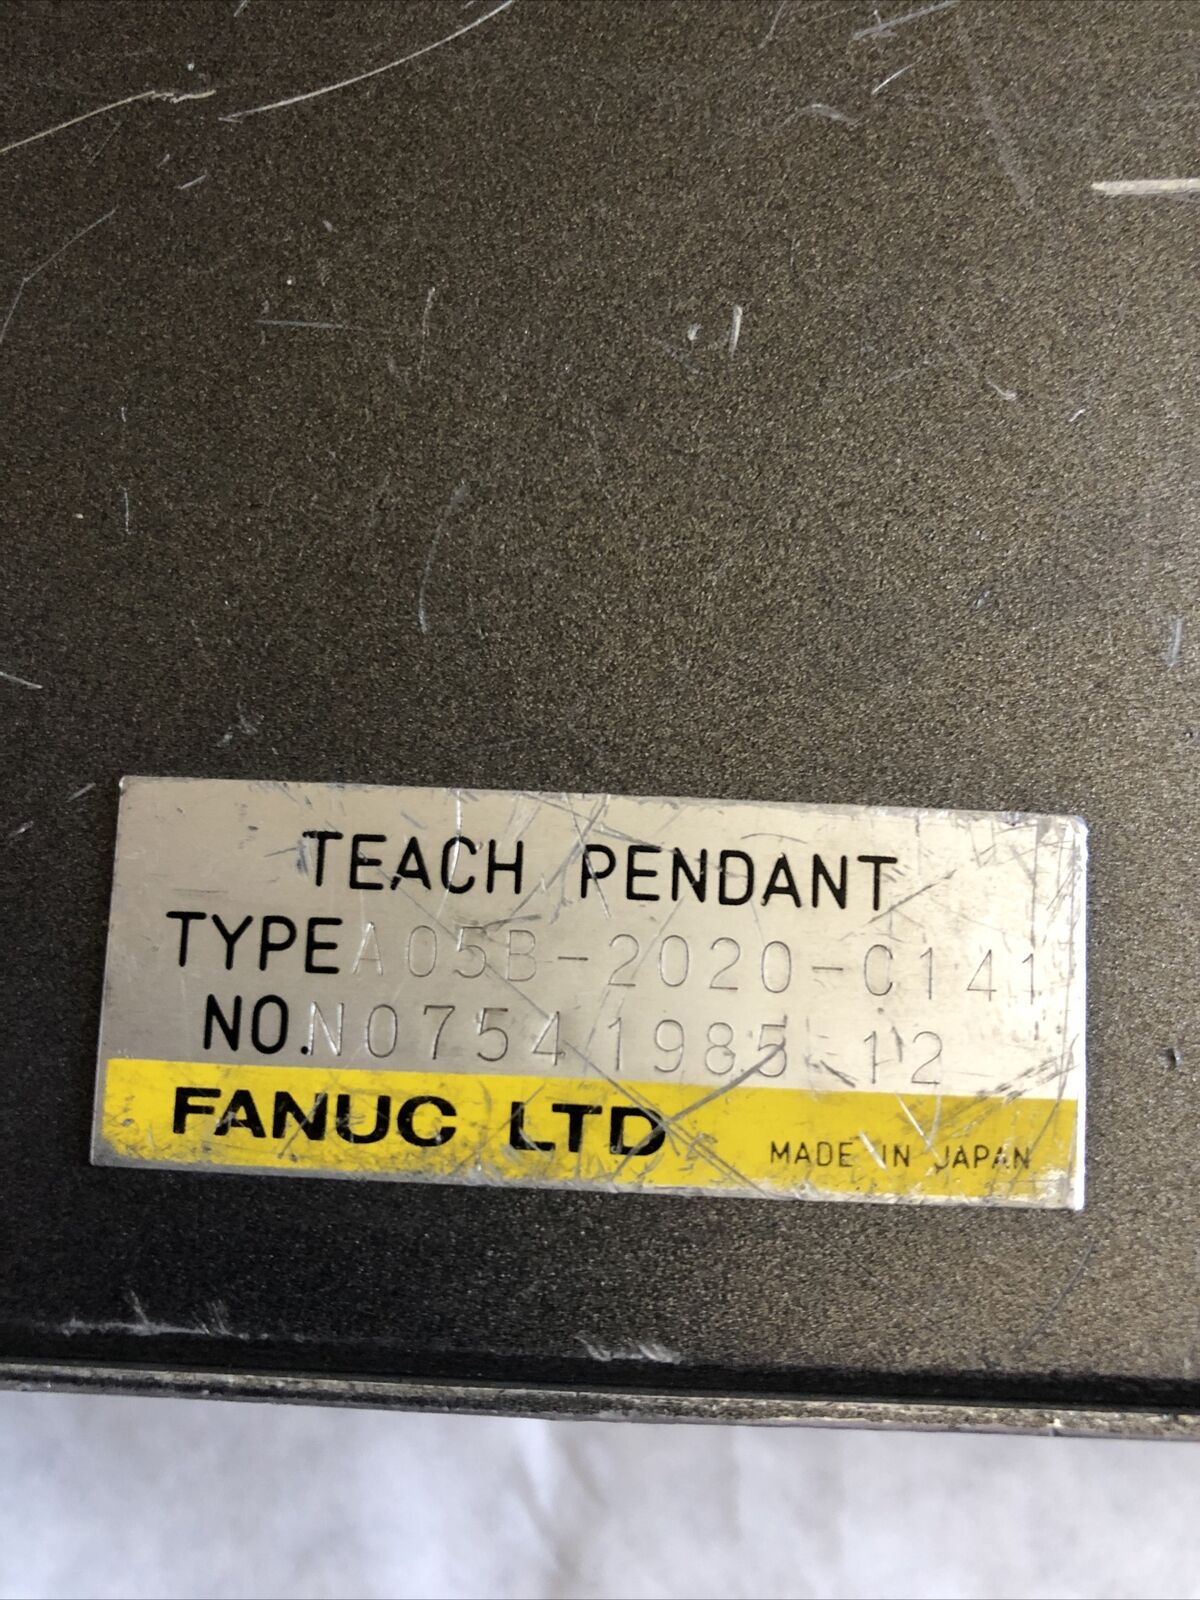 TEACH PENDANT
TYPE A05B-2020-C141
NO. N0754 1985-12
FANUC LTD MADE IN JAPAN